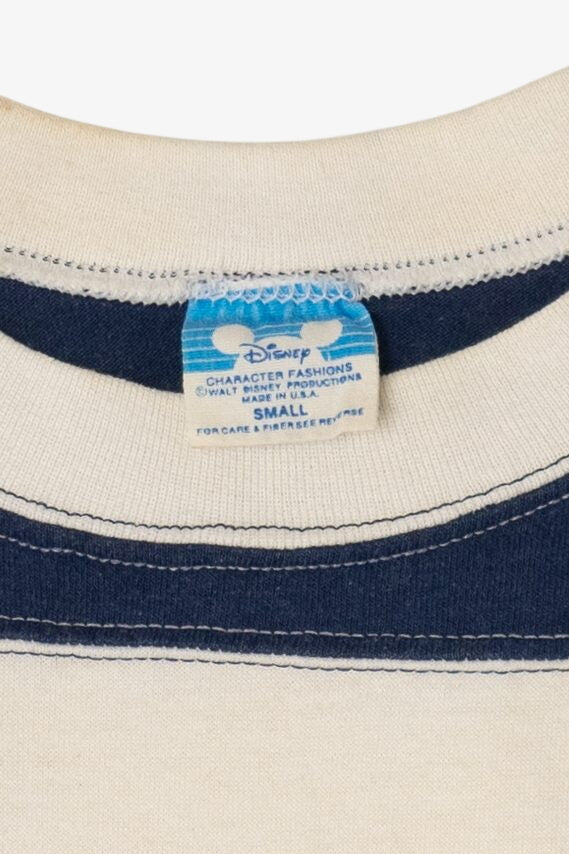 Disney
CHARACTER FASHIONS
©WALT DISNEY PRODUCTIONS
MADE IN U.S.A.
SMALL
FOR CARE & FIBER SEE REVERSE